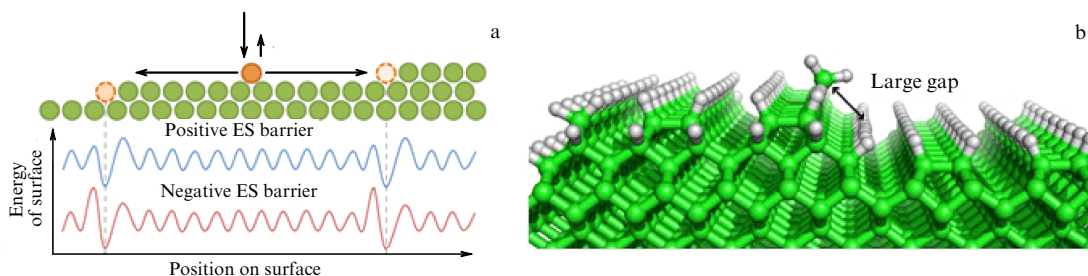 a
b
Large gap
Positive ES barrier
Negative ES barrier
Energy
of surface
Position on surface